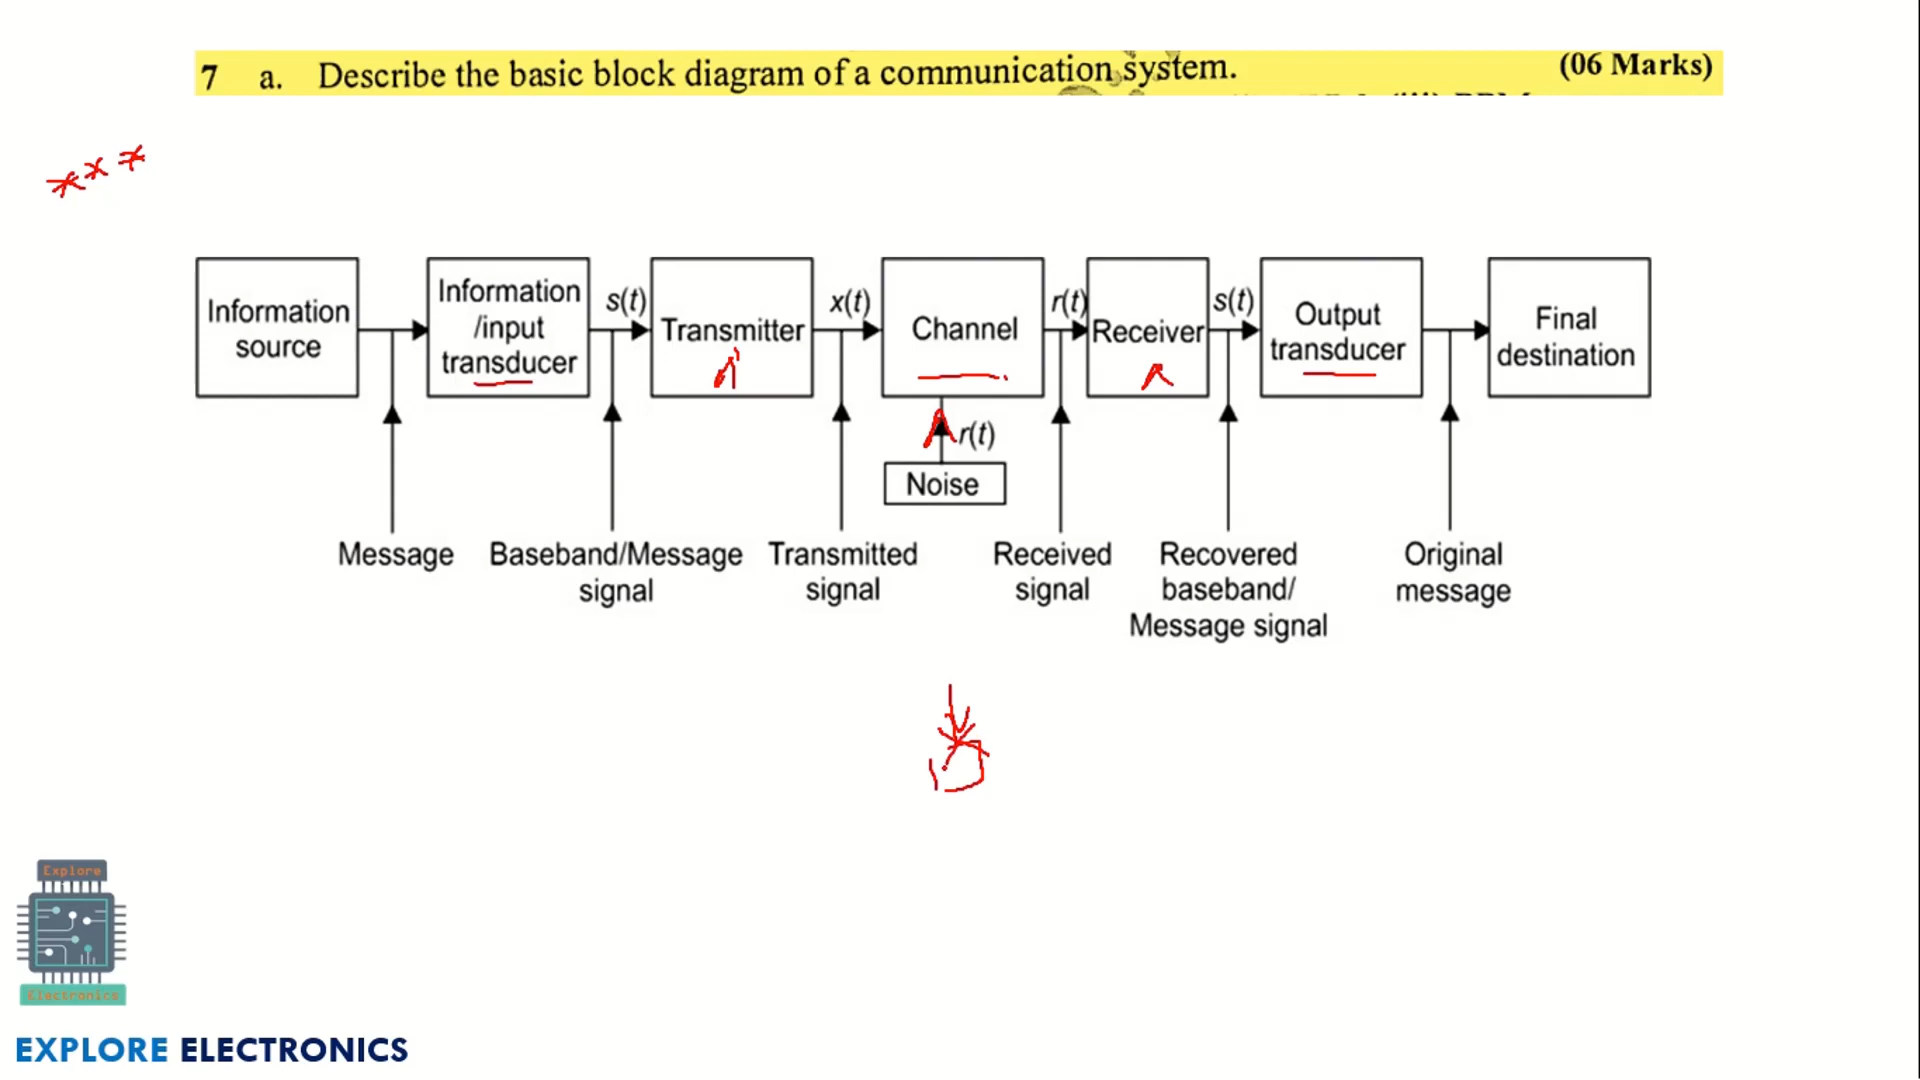 7 a. Describe the basic block diagram of a communication system. (06 Marks)
Information source
Information /input transducer
s(t)
Transmitter
x(t)
Channel
r(t)
Receiver
s(t)
Output transducer
Final destination
r(t)
Noise
Message
Baseband/Message signal
Transmitted signal
Received signal
Recovered baseband/ Message signal
Original message
Explore
Electronics
EXPLORE ELECTRONICS